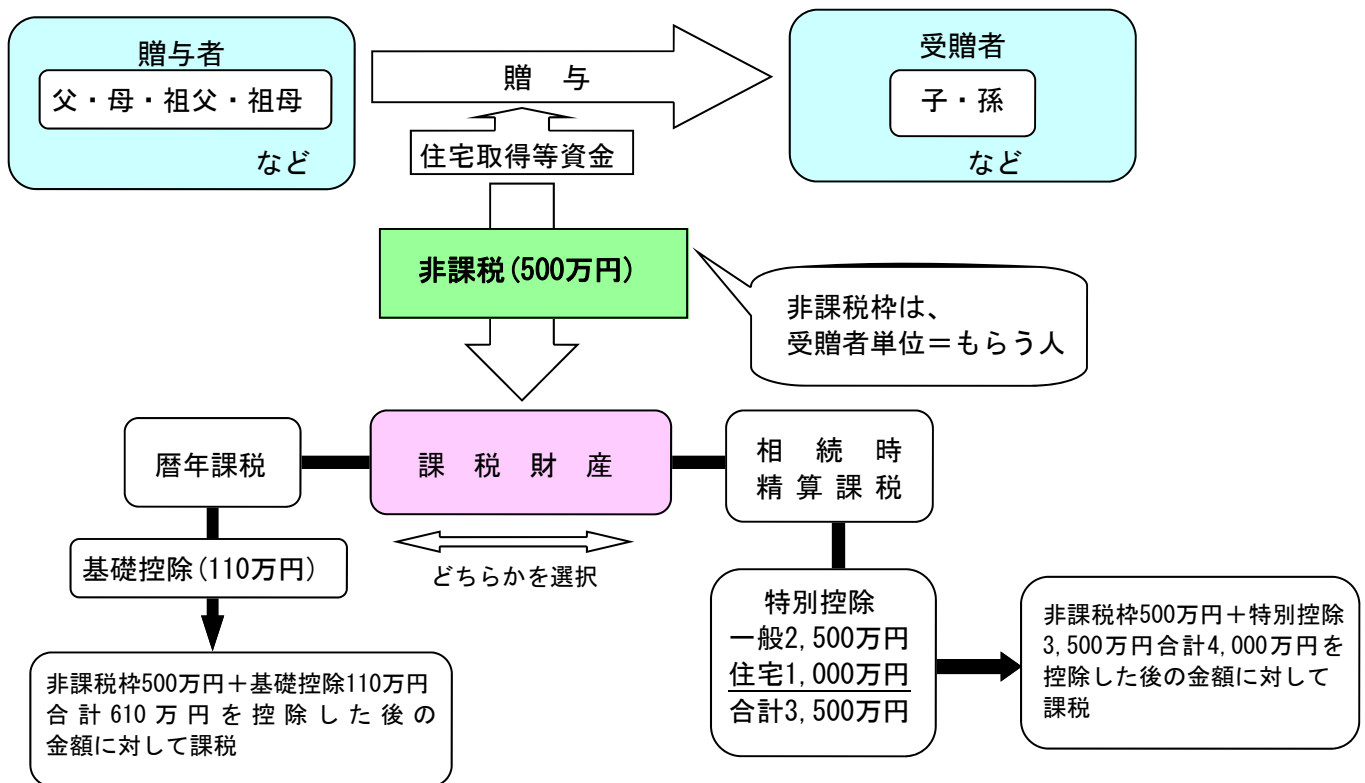 贈与者
父・母・祖父・祖母
など
贈　与
住宅取得等資金
受贈者
子・孫
など
非課税(500万円)
非課税枠は、
受贈者単位＝もらう人
暦年課税
課　税　財　産
相　続　時
精算課税
基礎控除(110万円)
どちらかを選択
非課税枠500万円＋基礎控除110万円
合計610万円を控除した後の
金額に対して課税
特別控除
一般2,500万円
住宅1,000万円
合計3,500万円
非課税枠500万円＋特別控除
3,500万円合計4,000万円を
控除した後の金額に対して
課税